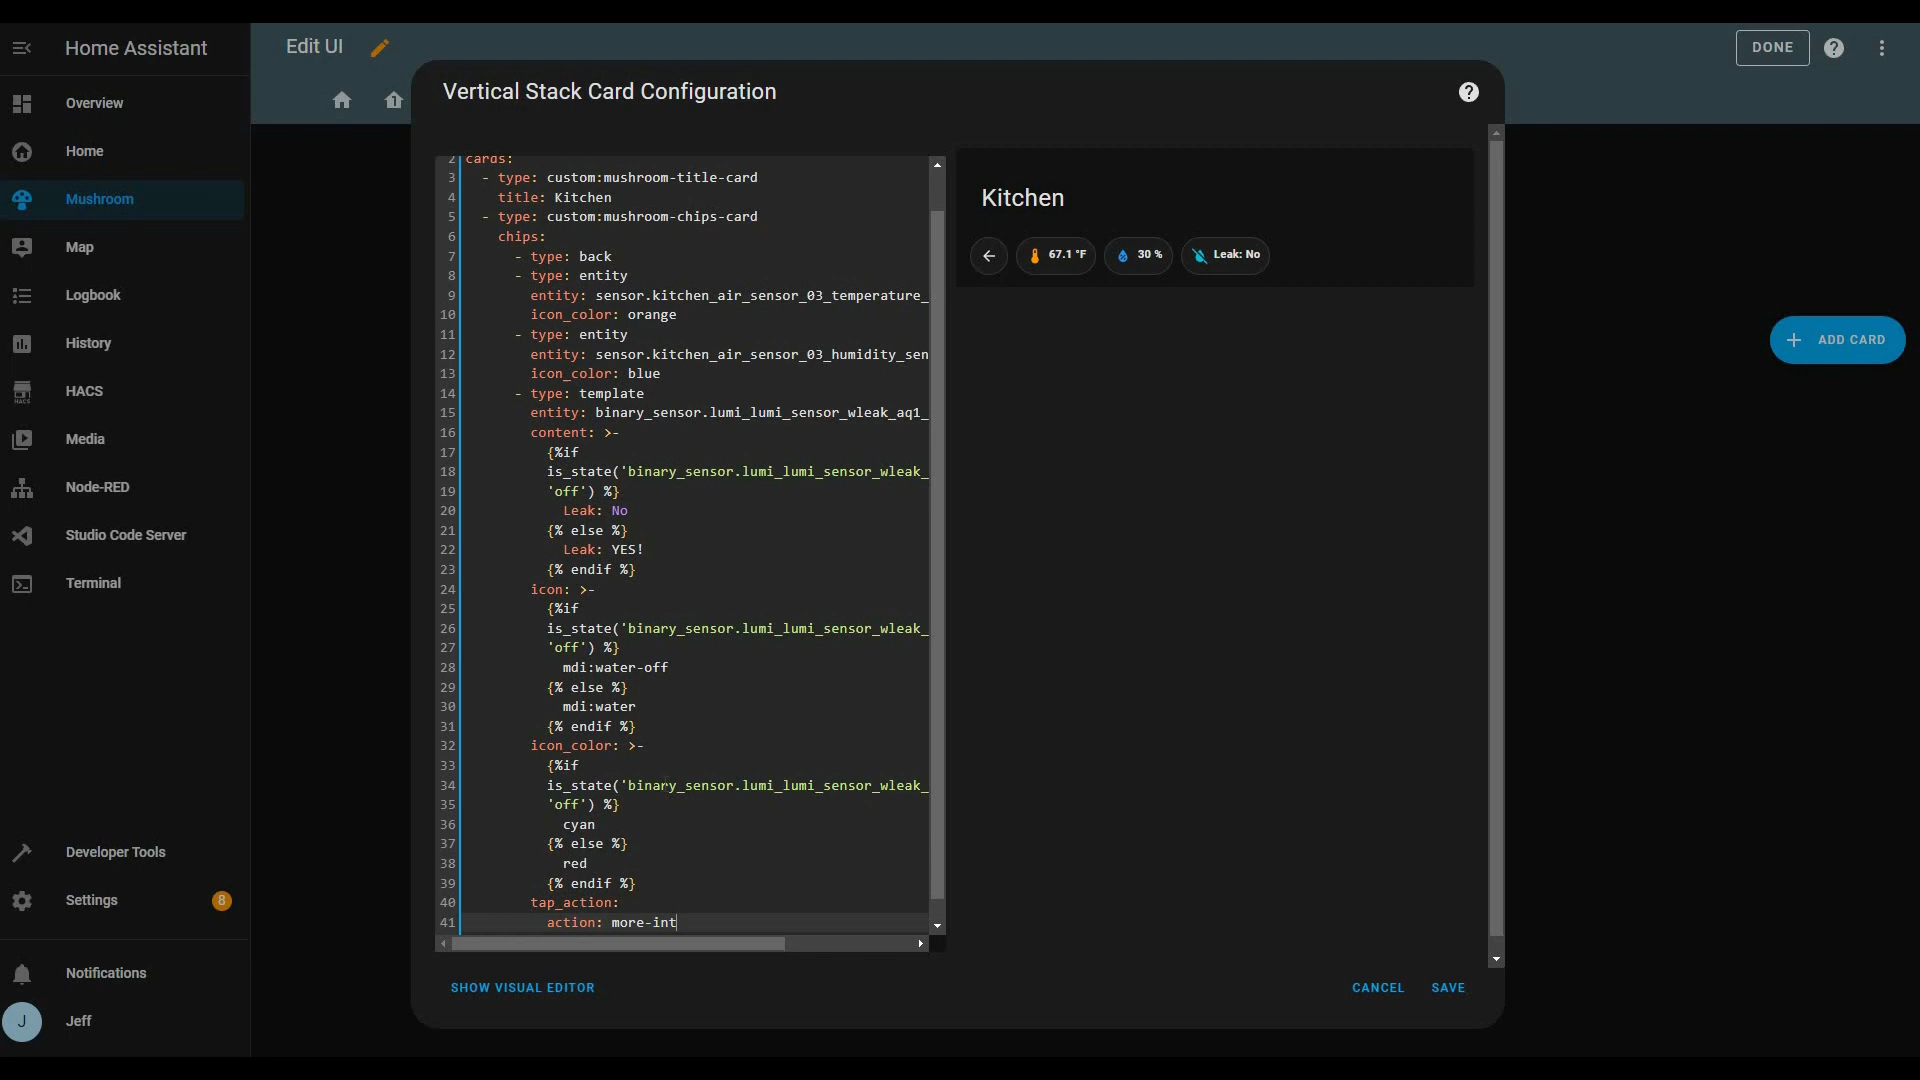 Home Assistant
Overview
Home
Mushroom
Map
Logbook
History
HACS
HACS
Media
Node-RED
Studio Code Server
Terminal
Developer Tools
Settings
8
Notifications
J
Jeff
Edit UI
DONE
?
1
Vertical Stack Card Configuration
?
2 cards:
3 - type: custom:mushroom-title-card
4 title: Kitchen
5 - type: custom:mushroom-chips-card
6 chips:
7 - type: back
8 - type: entity
9 entity: sensor.kitchen_air_sensor_03_temperature_
10 icon_color: orange
11 - type: entity
12 entity: sensor.kitchen_air_sensor_03_humidity_sen
13 icon_color: blue
14 - type: template
15 entity: binary_sensor.lumi_lumi_sensor_wleak_aq1_
16 content: >-
17 {%if
18 is_state('binary_sensor.lumi_lumi_sensor_wleak_
19 'off') %}
20 Leak: No
21 {% else %}
22 Leak: YES!
23 {% endif %}
24 icon: >-
25 {%if
26 is_state('binary_sensor.lumi_lumi_sensor_wleak_
27 'off') %}
28 mdi:water-off
29 {% else %}
30 mdi:water
31 {% endif %}
32 icon_color: >-
33 {%if
34 is_state('binary_sensor.lumi_lumi_sensor_wleak_
35 'off') %}
36 cyan
37 {% else %}
38 red
39 {% endif %}
40 tap_action:
41 action: more-int
Kitchen
67.1 °F
30 %
Leak: No
+ ADD CARD
SHOW VISUAL EDITOR
CANCEL
SAVE